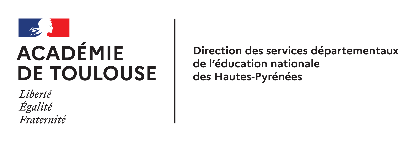 ACADÉMIE
DE TOULOUSE
Liberté
Égalité
Fraternité
Direction des services départementaux
de l'éducation nationale
des Hautes-Pyrénées